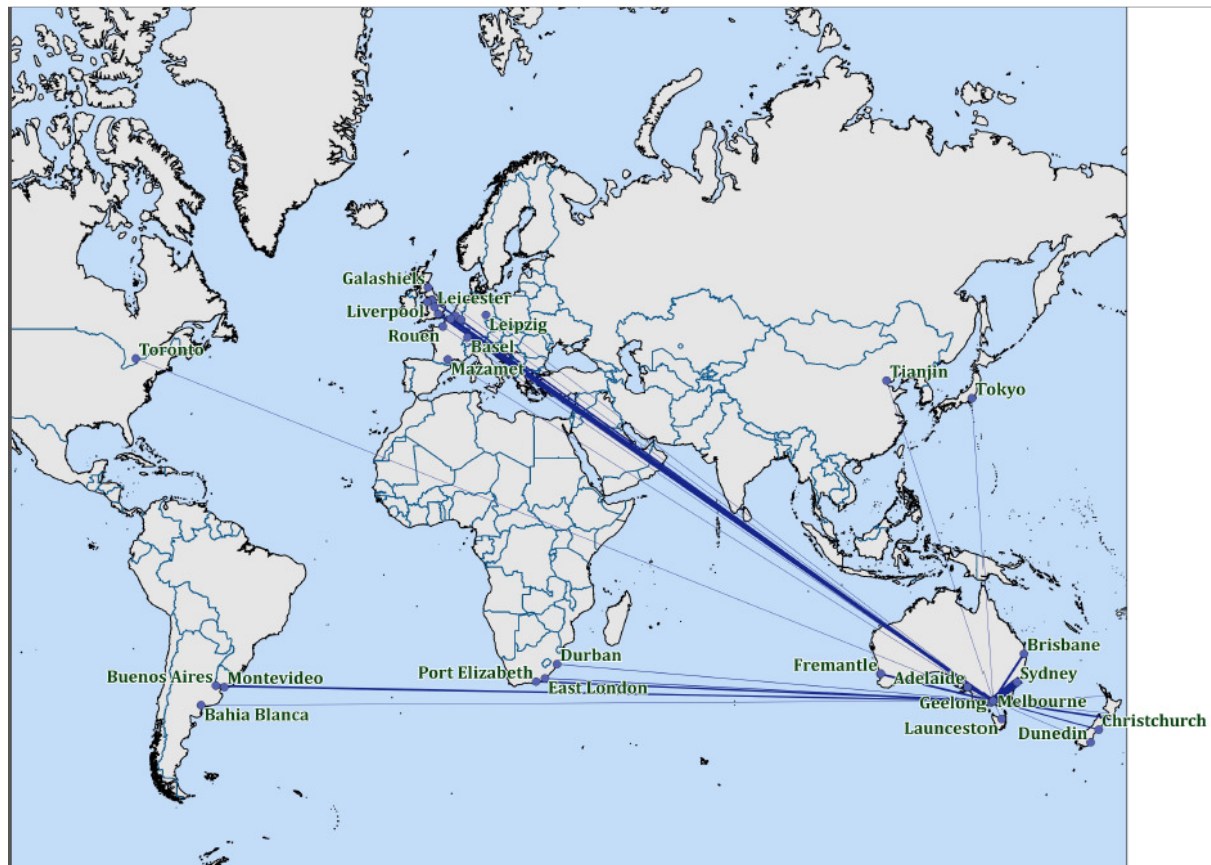 Galashiels
Leicester
Liverpool
Leipzig
Rouen
Basel
Toronto
Mazamet
Tianjin
Tokyo
Brisbane
Durban
Fremantle
Port Elizabeth
Sydney
Buenos Aires
Montevideo
East London
Adelaide
Geelong
Melbourne
Bahia Blanca
Christchurch
Launceston
Dunedin